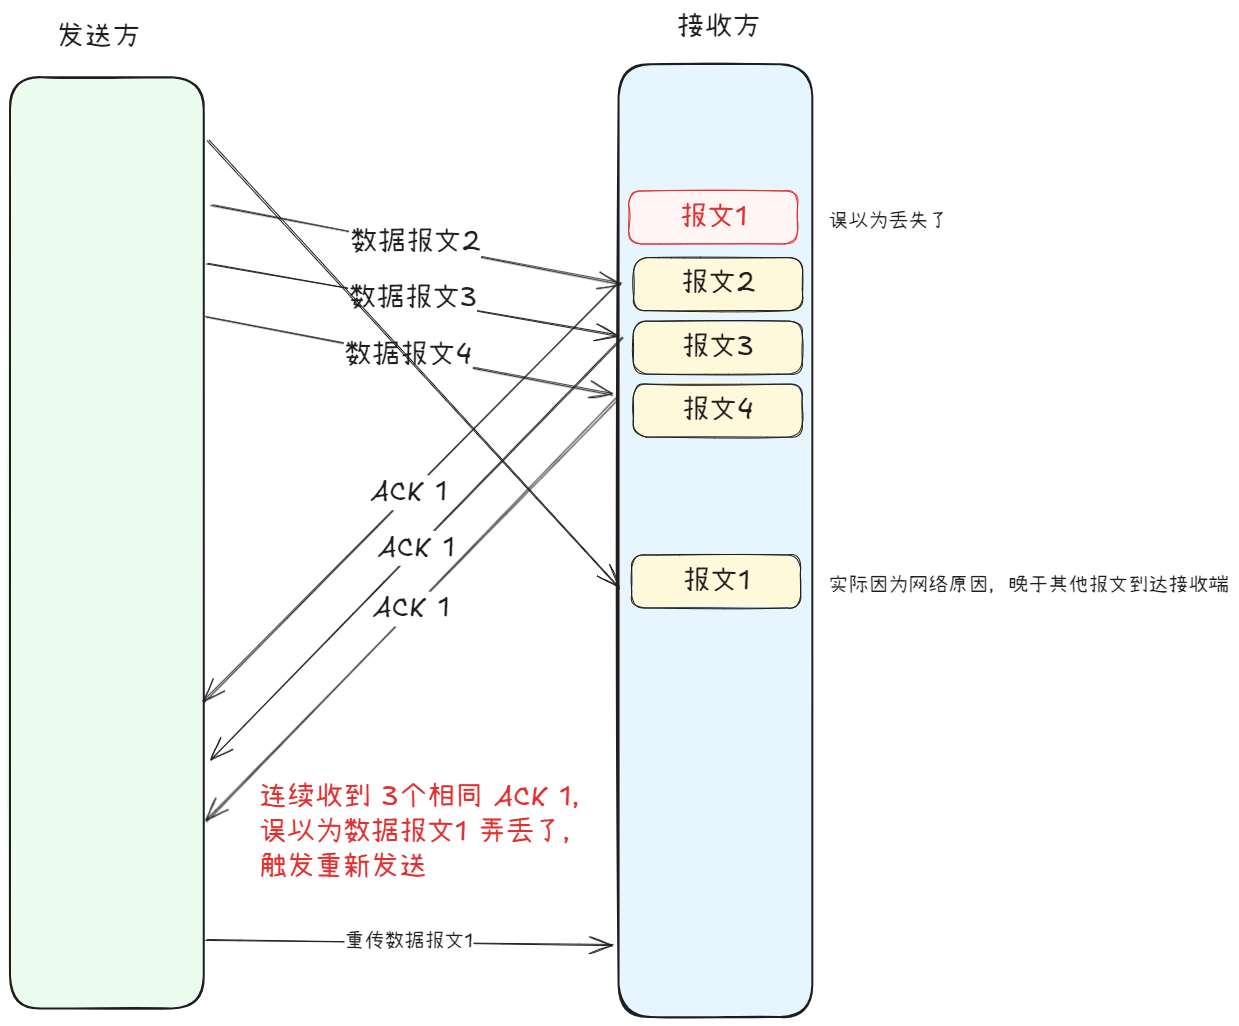 发送方
接收方
报文1
误以为丢失了
数据报文2
报文2
数据报文3
报文3
数据报文4
报文4
ACK 1
ACK 1
ACK 1
报文1
实际因为网络原因，晚于其他报文到达接收端
连续收到 3个相同 ACK 1,
误以为数据报文1 弄丢了，
触发重新发送
重传数据报文1